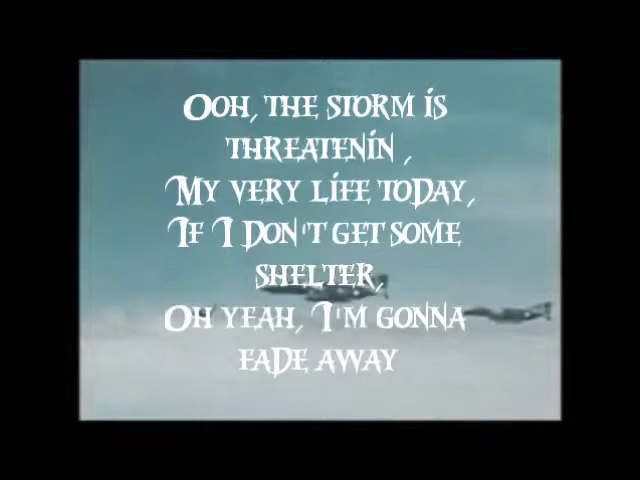 Ooh, the storm is
threatenin ,
My very life today,
If I don't get some
shelter,
Oh yeah, I'm gonna
fade away